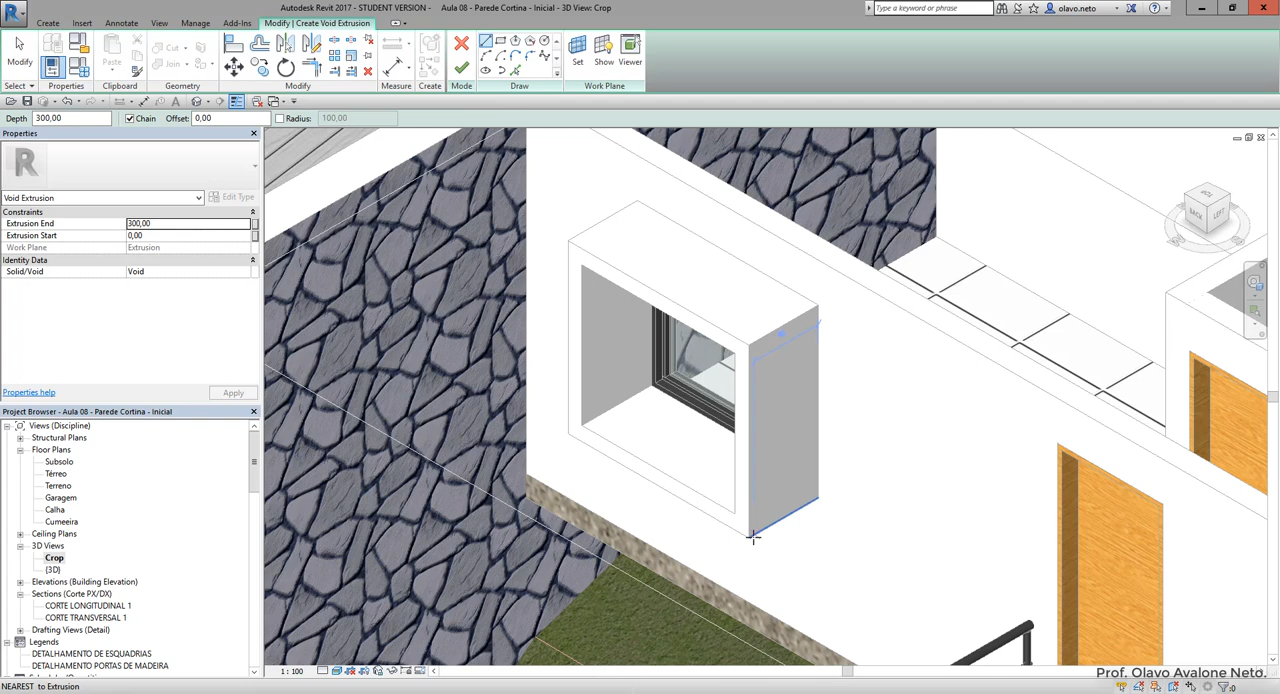 Autodesk Revit 2017 - STUDENT VERSION - Aula 08 - Parede Cortina - Inicial - 3D View: Crop
Type a keyword or phrase
olavo.neto
Create Insert Annotate View Manage Add-Ins Modify | Create Void Extrusion
Modify
Paste
Cut
Join
Set Show Viewer
Select Properties Clipboard Geometry Modify Measure Create Mode Draw Work Plane
Depth 300,00 Chain Offset: 0,00 Radius: 100,00
Properties
Void Extrusion Edit Type
Constraints
Extrusion End 300,00
Extrusion Start 0,00
Work Plane Extrusion
Identity Data
Solid/Void Void
Properties help Apply
Project Browser - Aula 08 - Parede Cortina - Inicial
Views (Discipline)
Structural Plans
Floor Plans
Subsolo
Térreo
Terreno
Garagem
Calha
Cumeeira
Ceiling Plans
3D Views
Crop
{3D}
Elevations (Building Elevation)
Sections (Corte PX/DX)
CORTE LONGITUDINAL 1
CORTE TRANSVERSAL 1
Drafting Views (Detail)
Legends
DETALHAMENTO DE ESQUADRIAS
DETALHAMENTO PORTAS DE MADEIRA
TOP
BACK LEFT
1 : 100
Prof. Olavo Avalone Neto.
NEAREST to Extrusion
:0